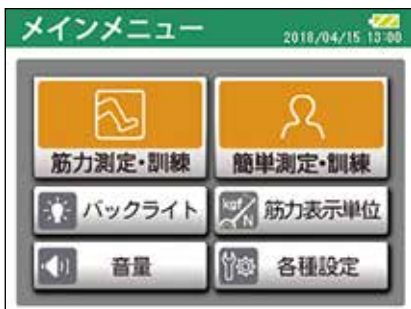 メインメニュー
2018/04/15 13:00
筋力測定・訓練
簡単測定・訓練
バックライト
kgf/N
筋力表示単位
音量
各種設定